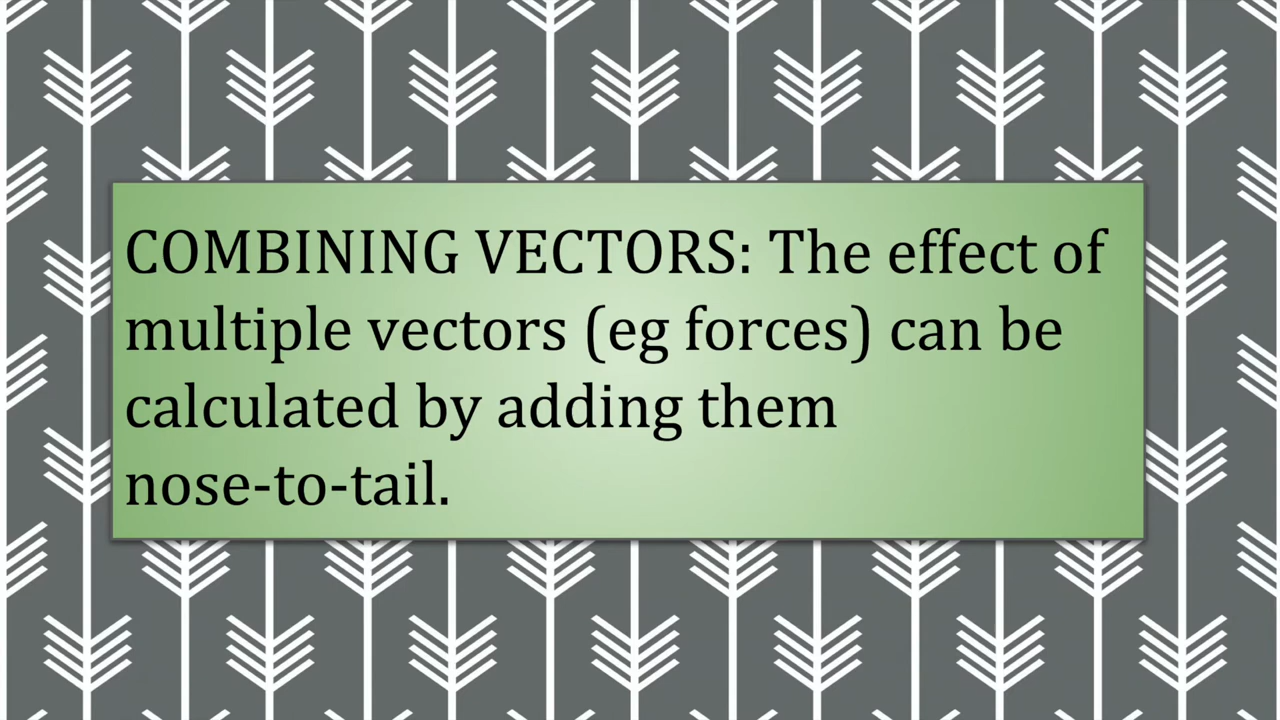 COMBINING VECTORS: The effect of
multiple vectors (eg forces) can be
calculated by adding them
nose-to-tail.